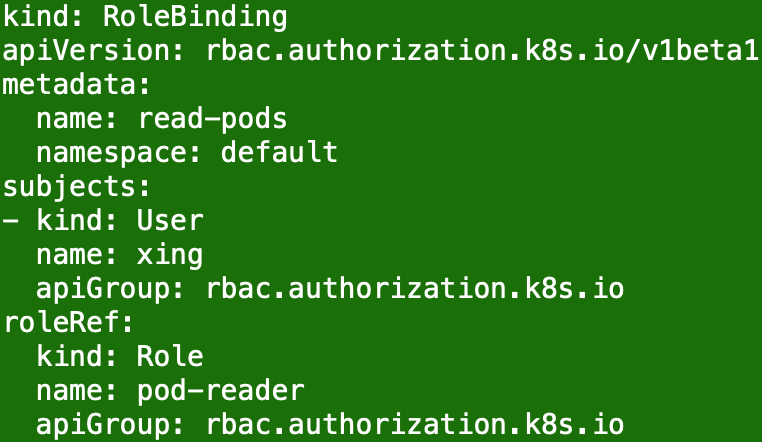 kind: RoleBinding
apiVersion: rbac.authorization.k8s.io/v1beta1
metadata:
  name: read-pods
  namespace: default
subjects:
- kind: User
  name: xing
  apiGroup: rbac.authorization.k8s.io
roleRef:
  kind: Role
  name: pod-reader
  apiGroup: rbac.authorization.k8s.io